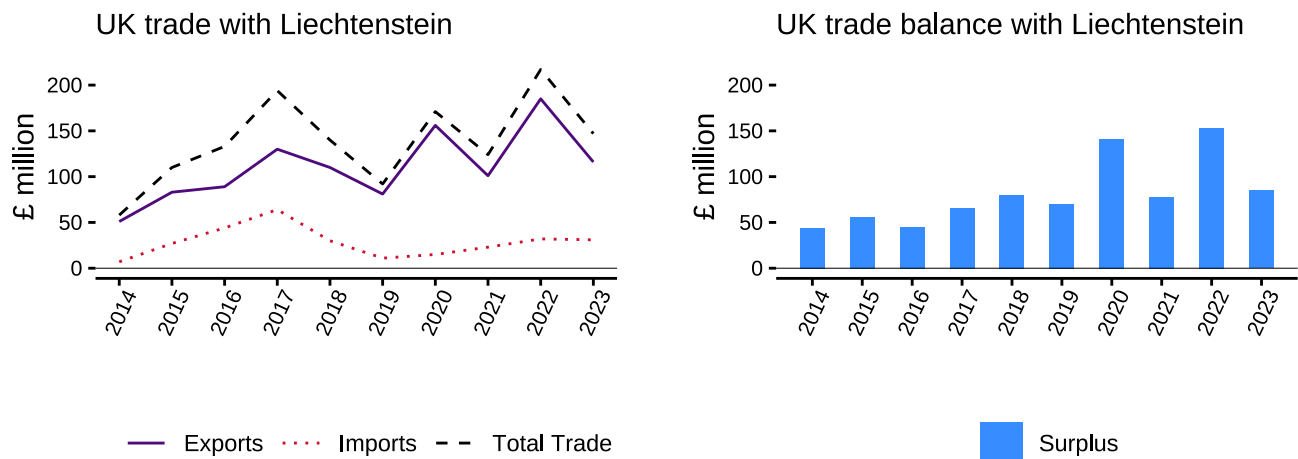 UK trade with Liechtenstein
£ million
200
150
100
50
0
2014 2015 2016 2017 2018 2019 2020 2021 2022 2023
Exports Imports Total Trade
UK trade balance with Liechtenstein
£ million
200
150
100
50
0
2014 2015 2016 2017 2018 2019 2020 2021 2022 2023
Surplus